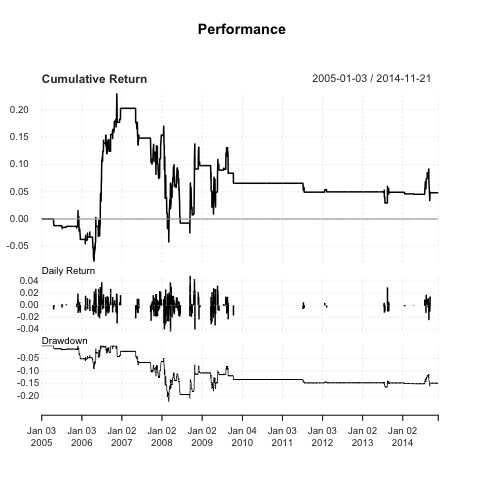 Performance
Cumulative Return 2005-01-03 / 2014-11-21
0.20
0.15
0.10
0.05
0.00
-0.05
Daily Return
0.04
0.02
0.00
-0.02
-0.04
Drawdown
-0.05
-0.10
-0.15
-0.20
Jan 03 Jan 03 Jan 02 Jan 02 Jan 02 Jan 04 Jan 03 Jan 03 Jan 02 Jan 02
2005 2006 2007 2008 2009 2010 2011 2012 2013 2014